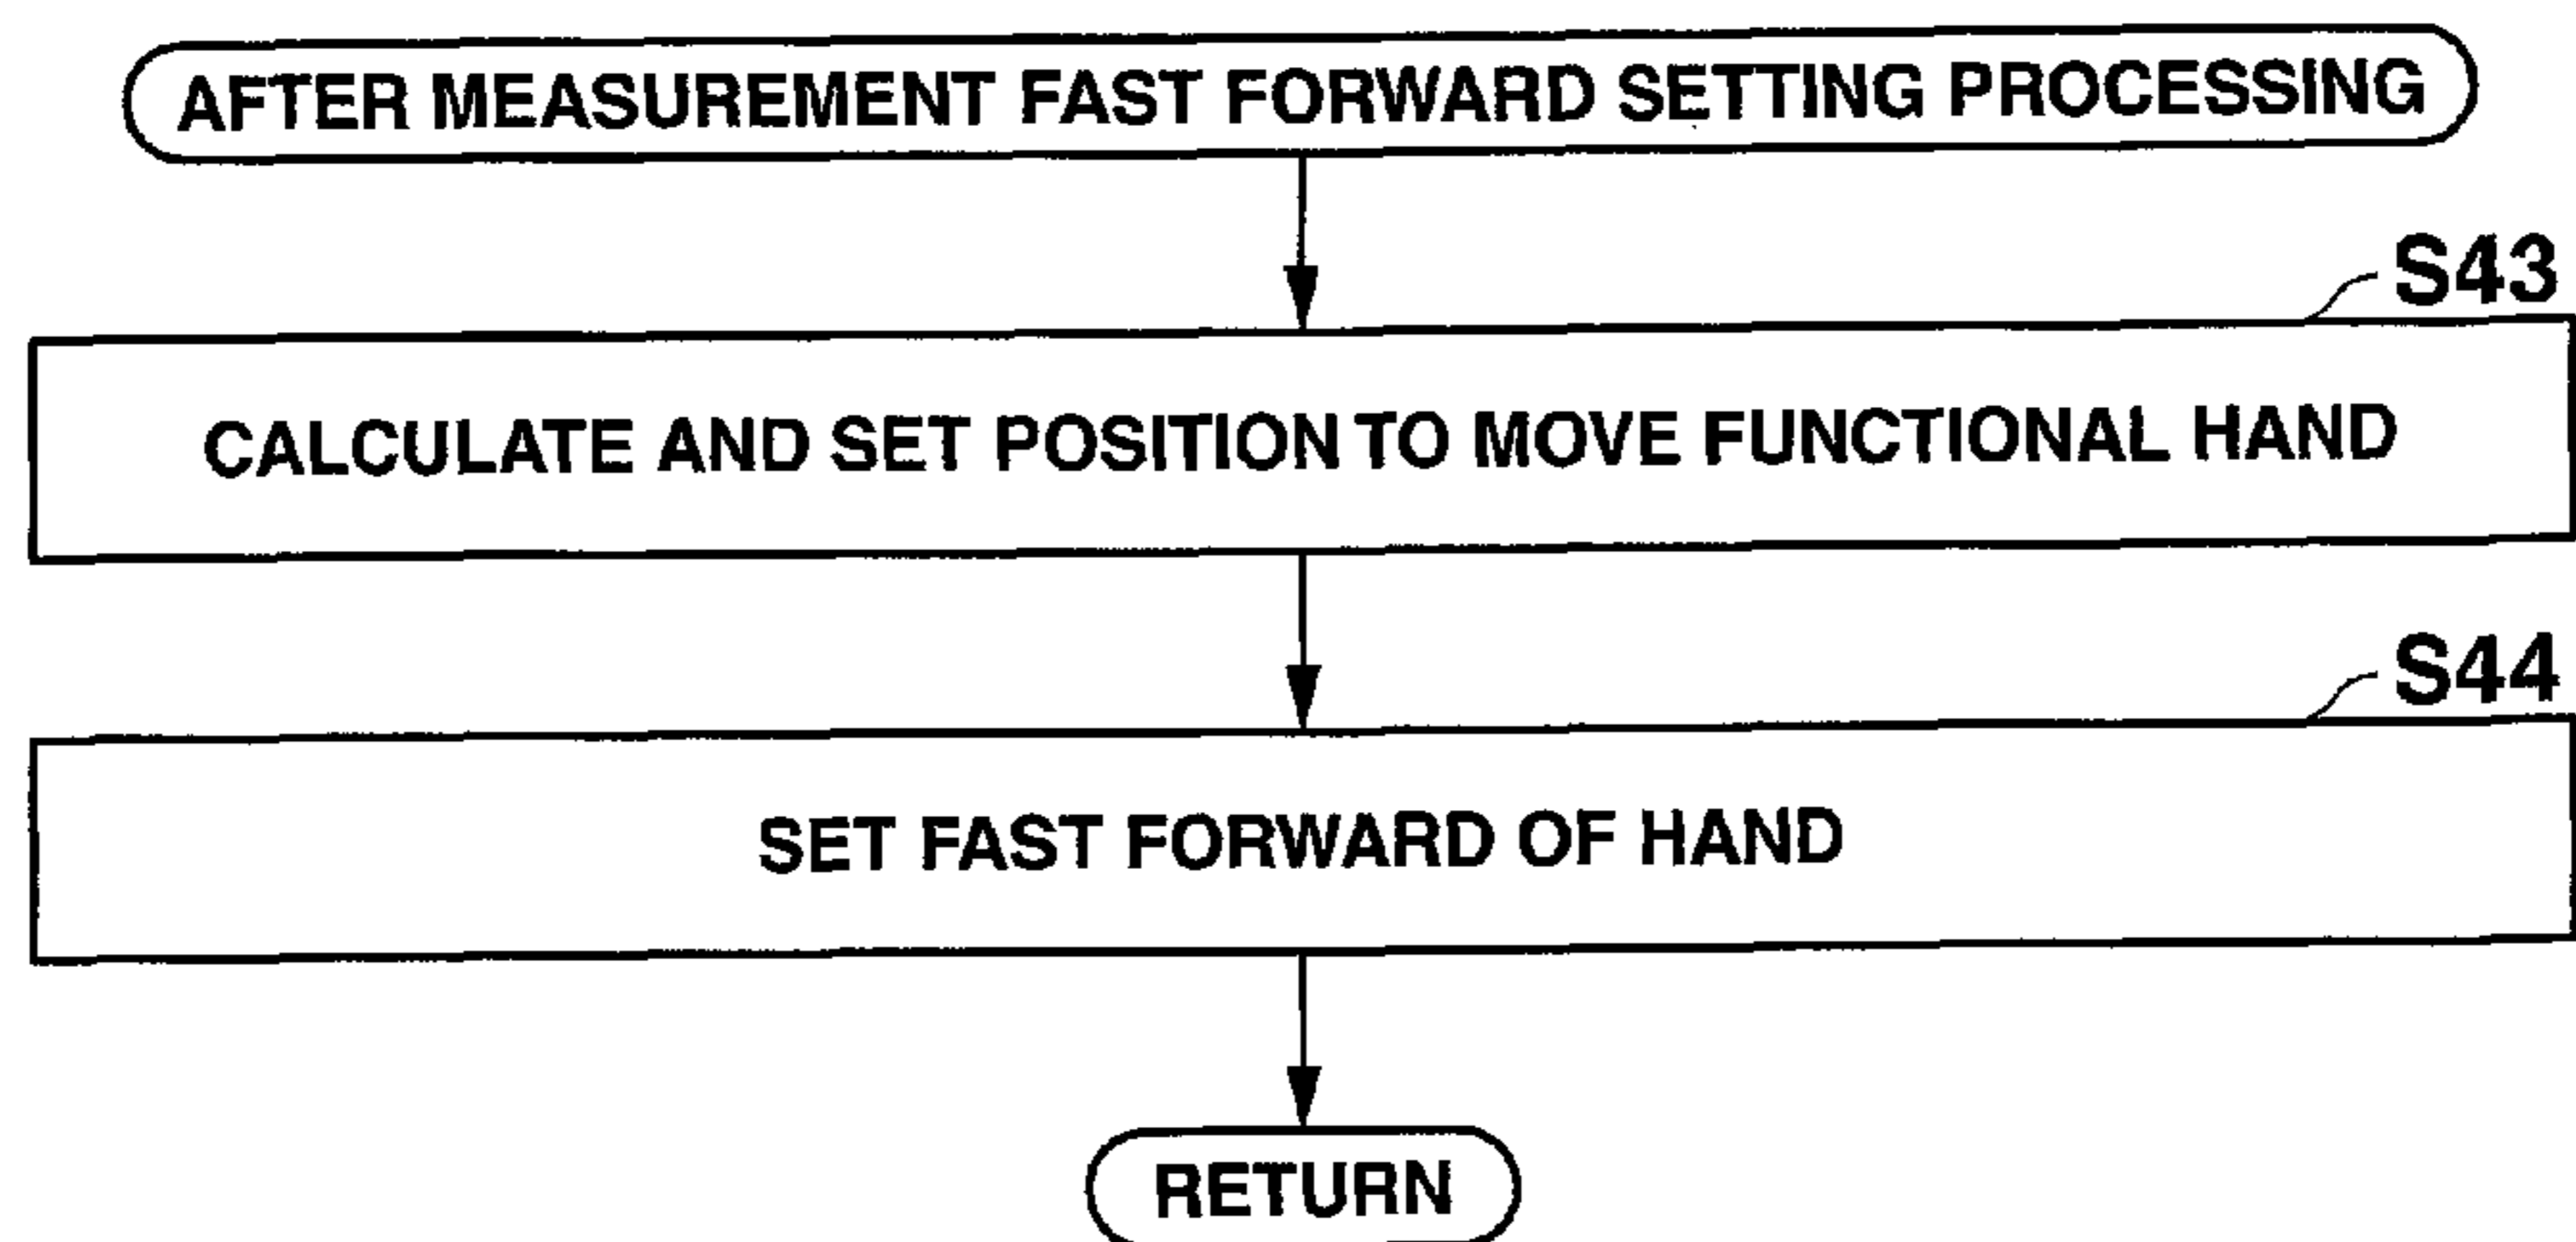 AFTER MEASUREMENT FAST FORWARD SETTING PROCESSING
S43
CALCULATE AND SET POSITION TO MOVE FUNCTIONAL HAND
S44
SET FAST FORWARD OF HAND
RETURN